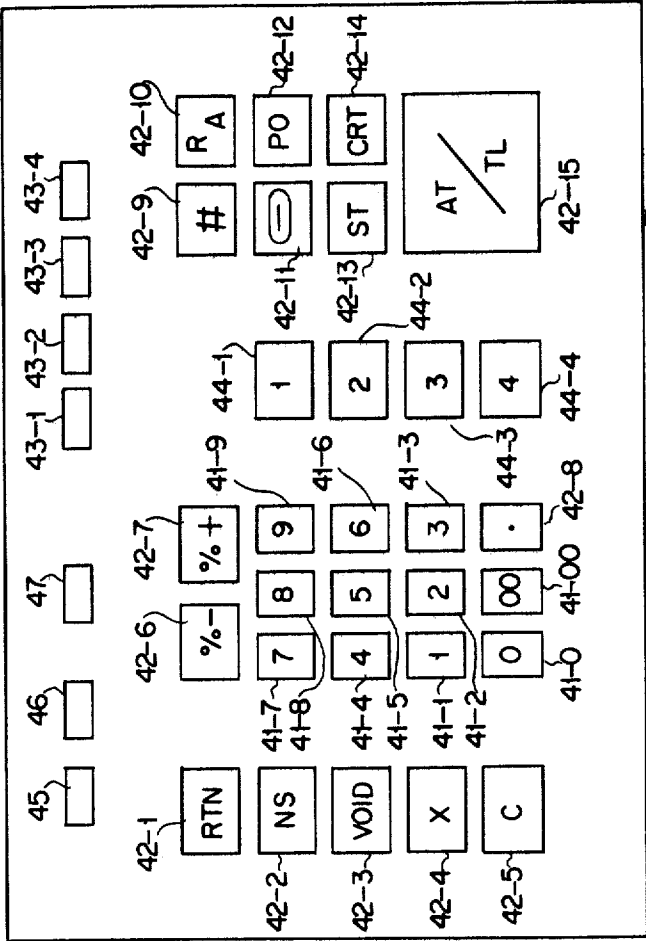 45 46 47 43-1 43-2 43-3 43-4
42-1 42-6 42-7 42-9 42-10
RTN %- %+ # R A
42-12
41-9 44-1
42-2 NS 7 8 9 1 (—) PO
41-7
41-8 41-6 42-11 42-14
42-3 VOID 4 5 6 2 ST CRT
41-4 44-2 42-13
41-5 41-3
42-4 X 1 2 3 3 AT/TL
41-1
41-2 44-3
42-5 C 0 00 . 4
41-0 41-00 42-8 44-4 42-15